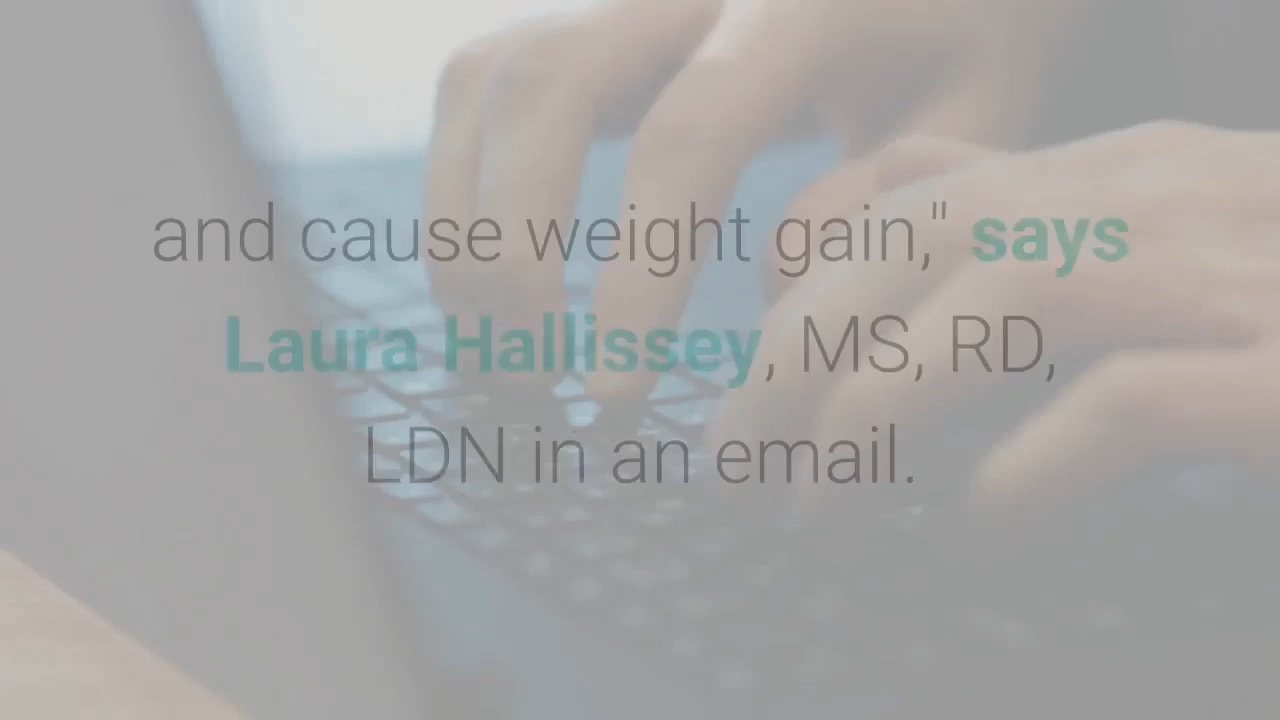 and cause weight gain," says
Laura Hallissey, MS, RD,
LDN in an email.